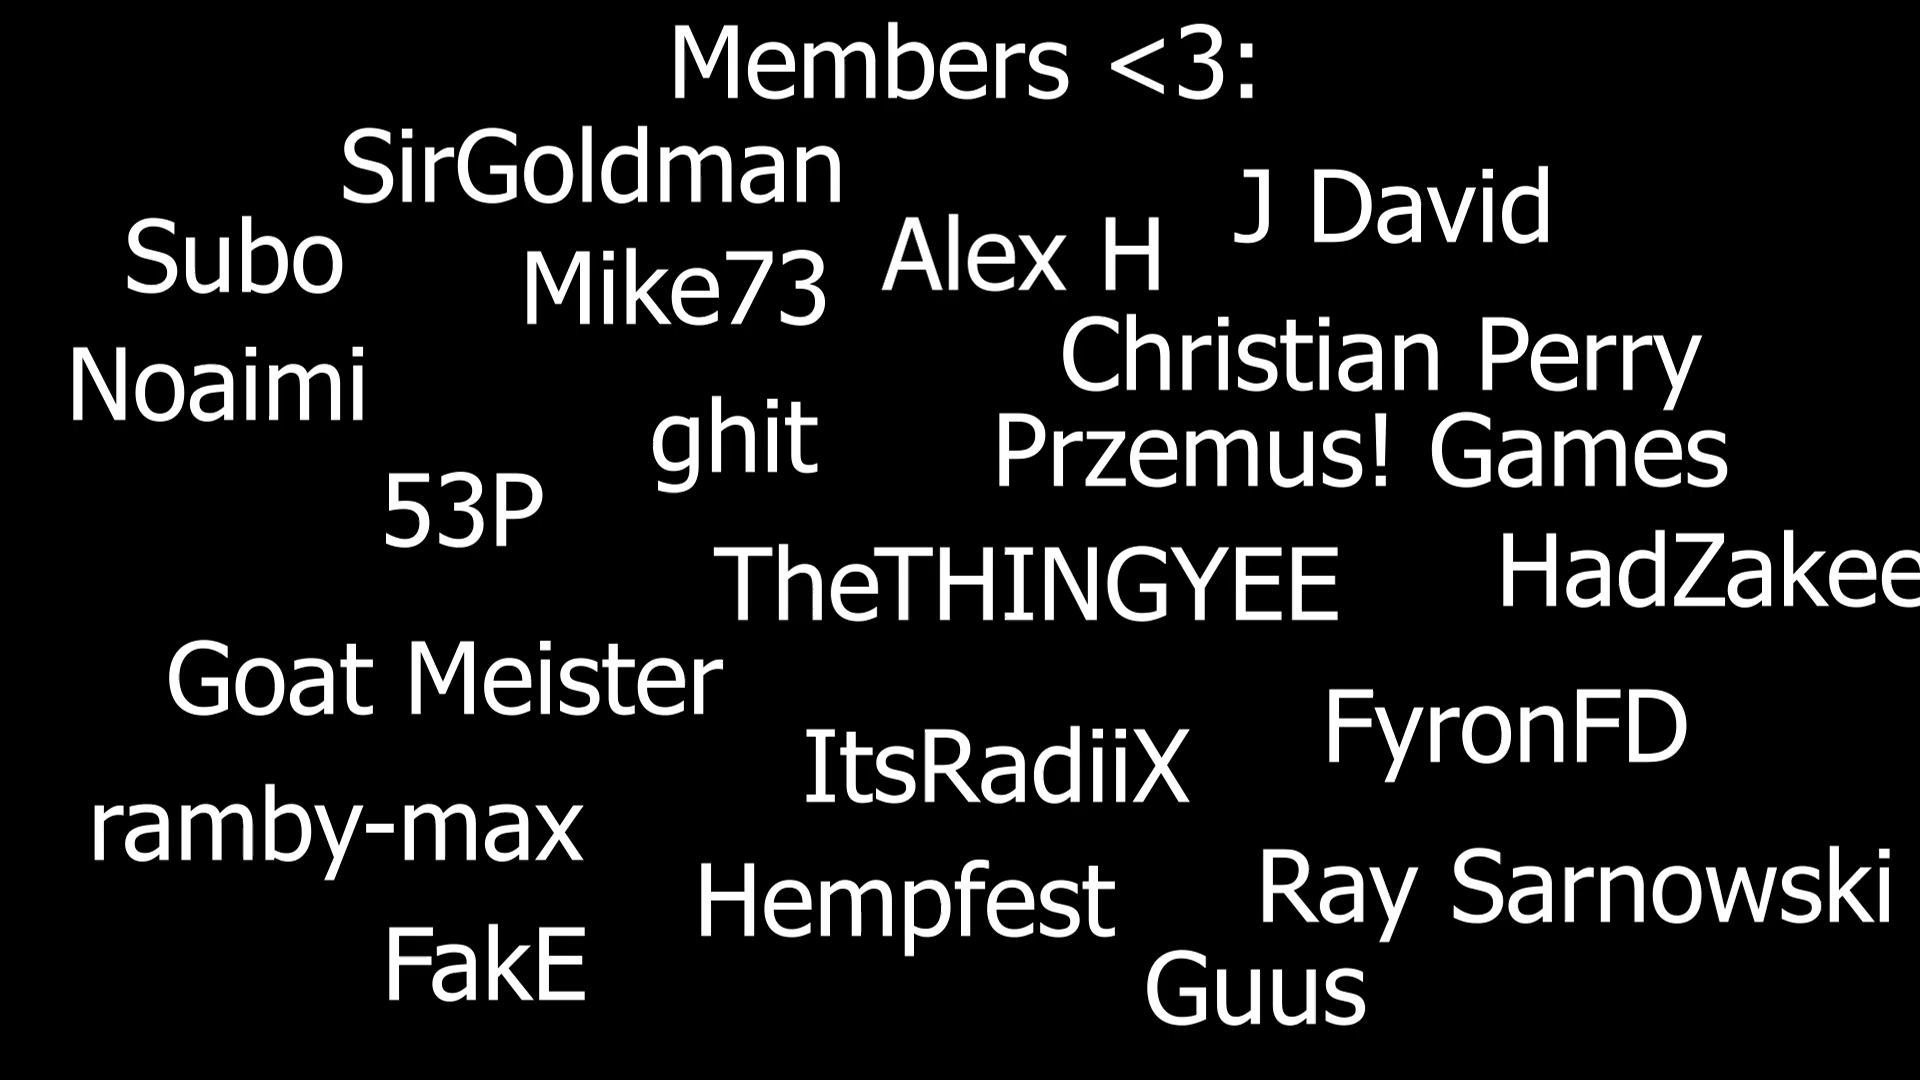 Members <3:
SirGoldman
J David
Subo
Mike73
Alex H
Christian Perry
Noaimi
ghit
Przemus! Games
53P
TheTHINGYEE
HadZakee
Goat Meister
FyronFD
ItsRadiiX
ramby-max
Hempfest
Ray Sarnowski
FakE
Guus